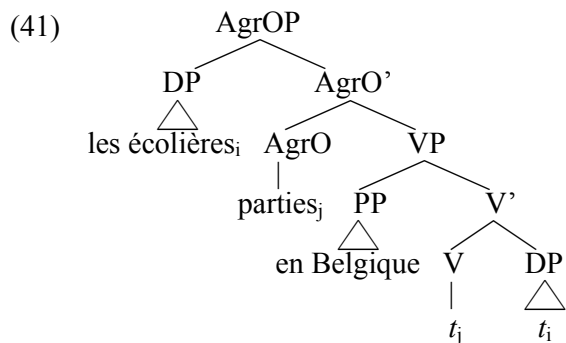 (41) AgrOP
DP AgrO’
les écolièresi AgrO VP
partiesj PP V’
en Belgique V DP
tj ti